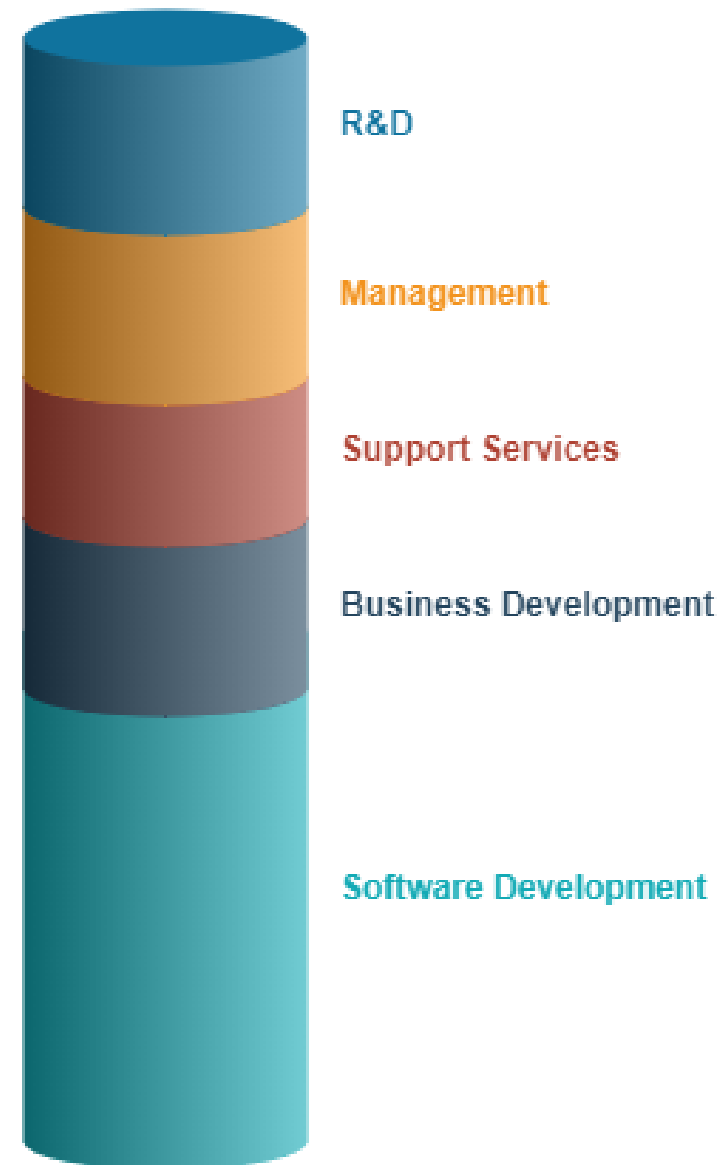 R&D
Management
Support Services
Business Development
Software Development